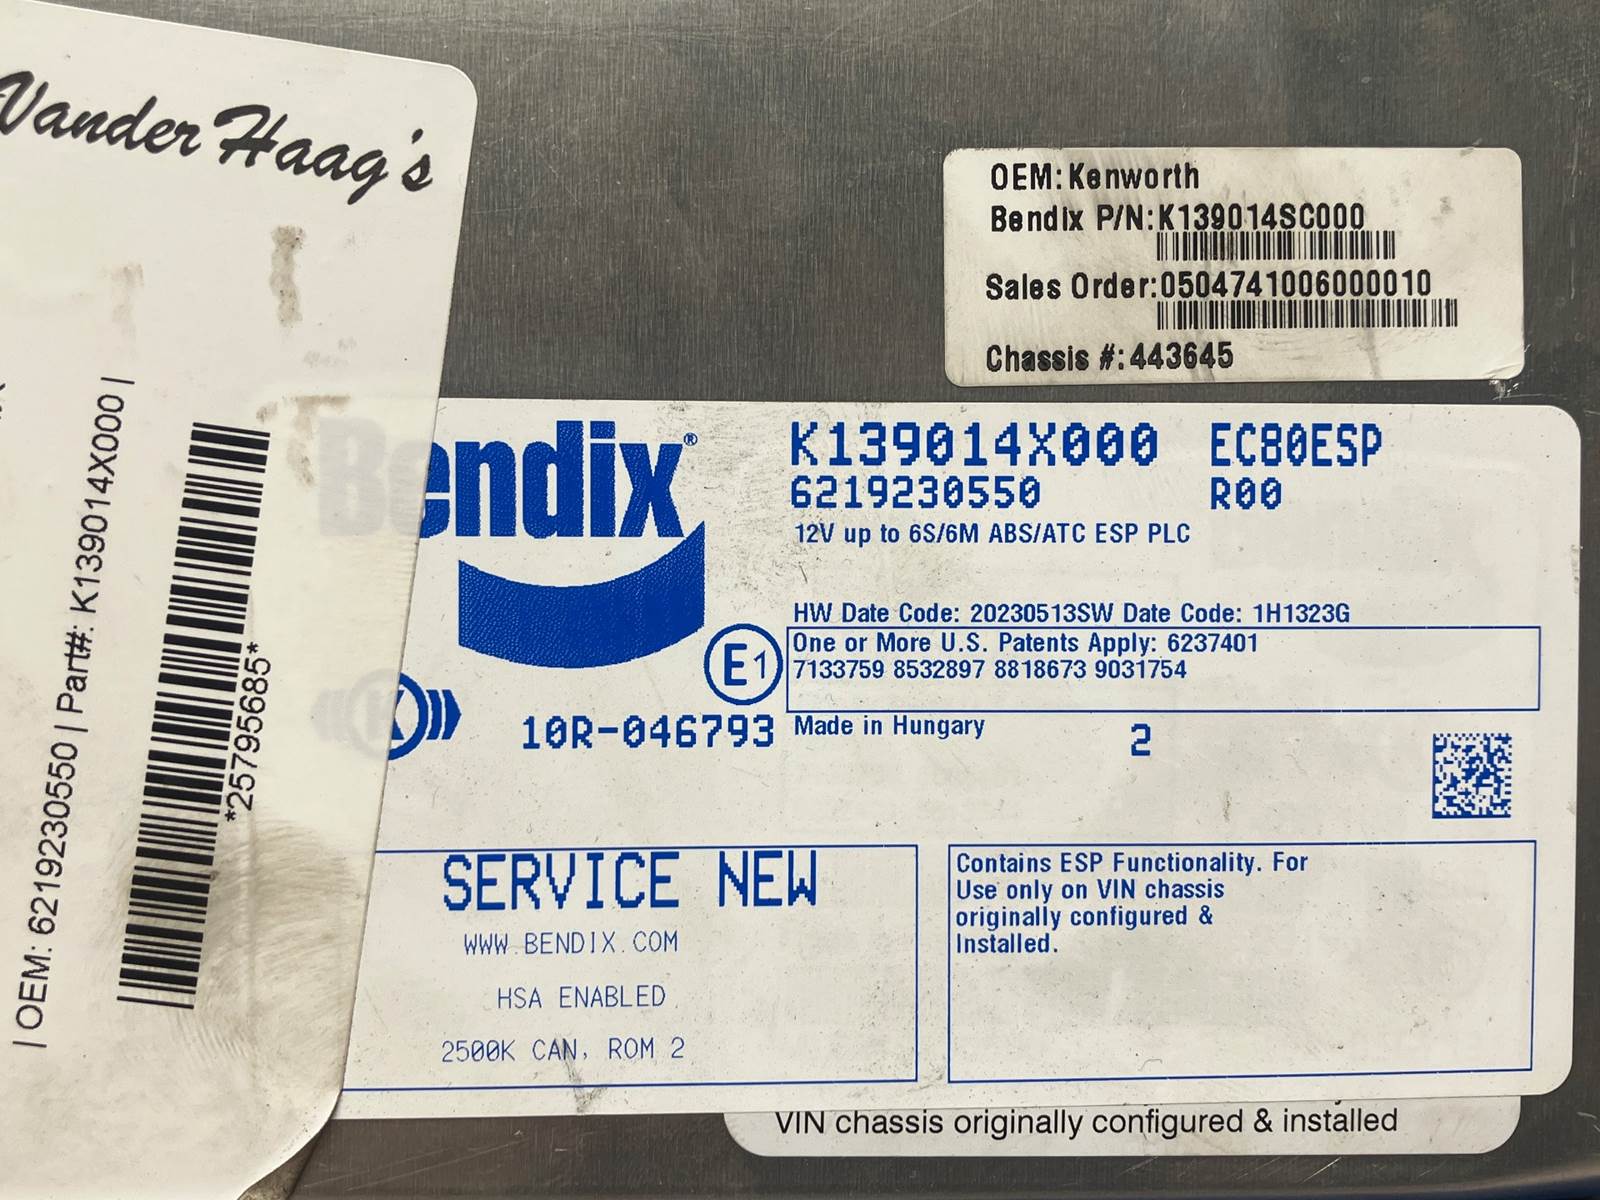 Vander Haag's
| OEM: 6219230550 | Part#: K139014X000 |
*25795685*
OEM: Kenworth
Bendix P/N:K139014SC000
Sales Order:0504741006000010
Chassis #:443645
Bendix®
K139014X000 EC80ESP
6219230550 R00
12V up to 6S/6M ABS/ATC ESP PLC
HW Date Code: 20230513SW Date Code: 1H1323G
One or More U.S. Patents Apply: 6237401
7133759 8532897 8818673 9031754
E1
K
10R-046793
Made in Hungary
2
SERVICE NEW
WWW.BENDIX.COM
HSA ENABLED
2500K CAN, ROM 2
Contains ESP Functionality. For
Use only on VIN chassis
originally configured &
Installed.
VIN chassis originally configured & installed